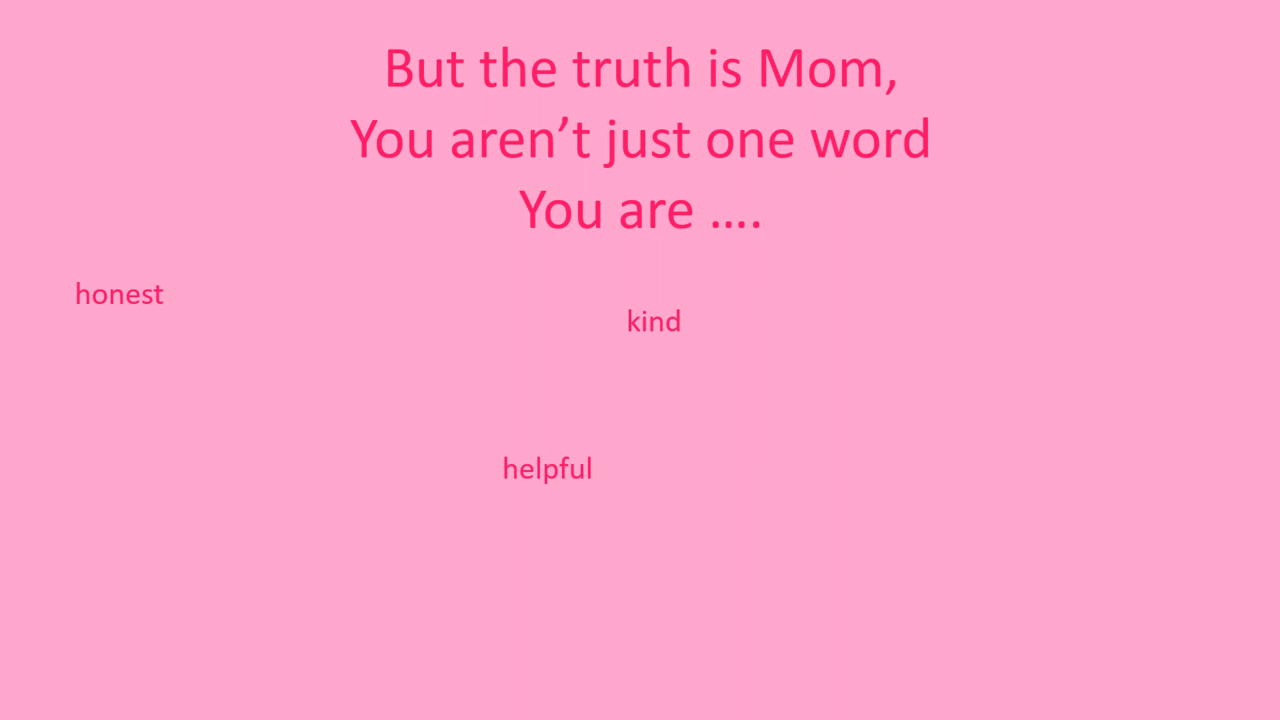 But the truth is Mom,
You aren’t just one word
You are ….
honest
kind
helpful